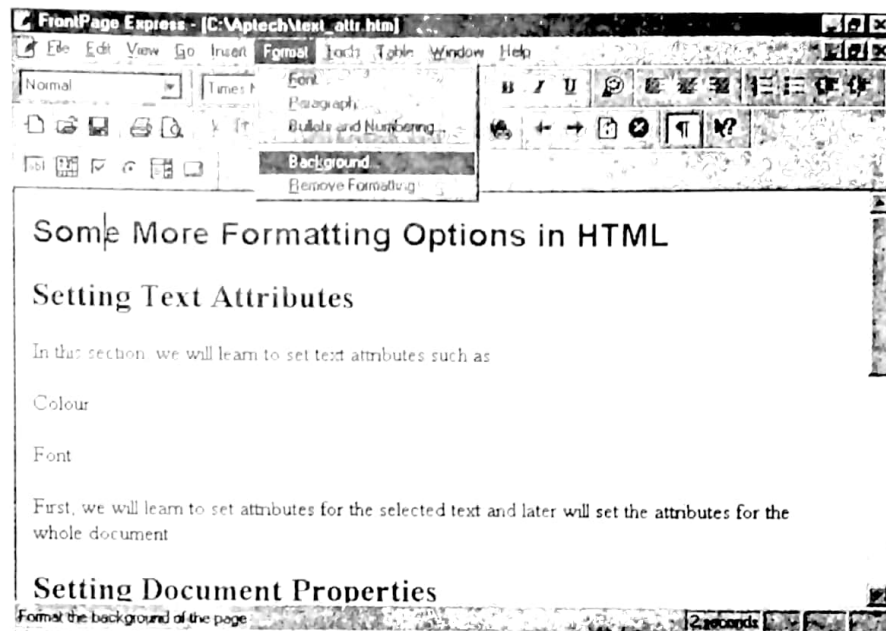 FrontPage Express - [C:\Aptech\text_attr.htm]
File Edit View Go Insert Format Tools Table Window Help
Normal
Times N
B I U
Font...
Paragraph...
Bullets and Numbering...
Background...
Remove Formatting
Some More Formatting Options in HTML
Setting Text Attributes
In this section, we will learn to set text attributes such as
Colour
Font
First, we will learn to set attributes for the selected text and later will set the attributes for the
whole document
Setting Document Properties
Format the background of the page
2 seconds